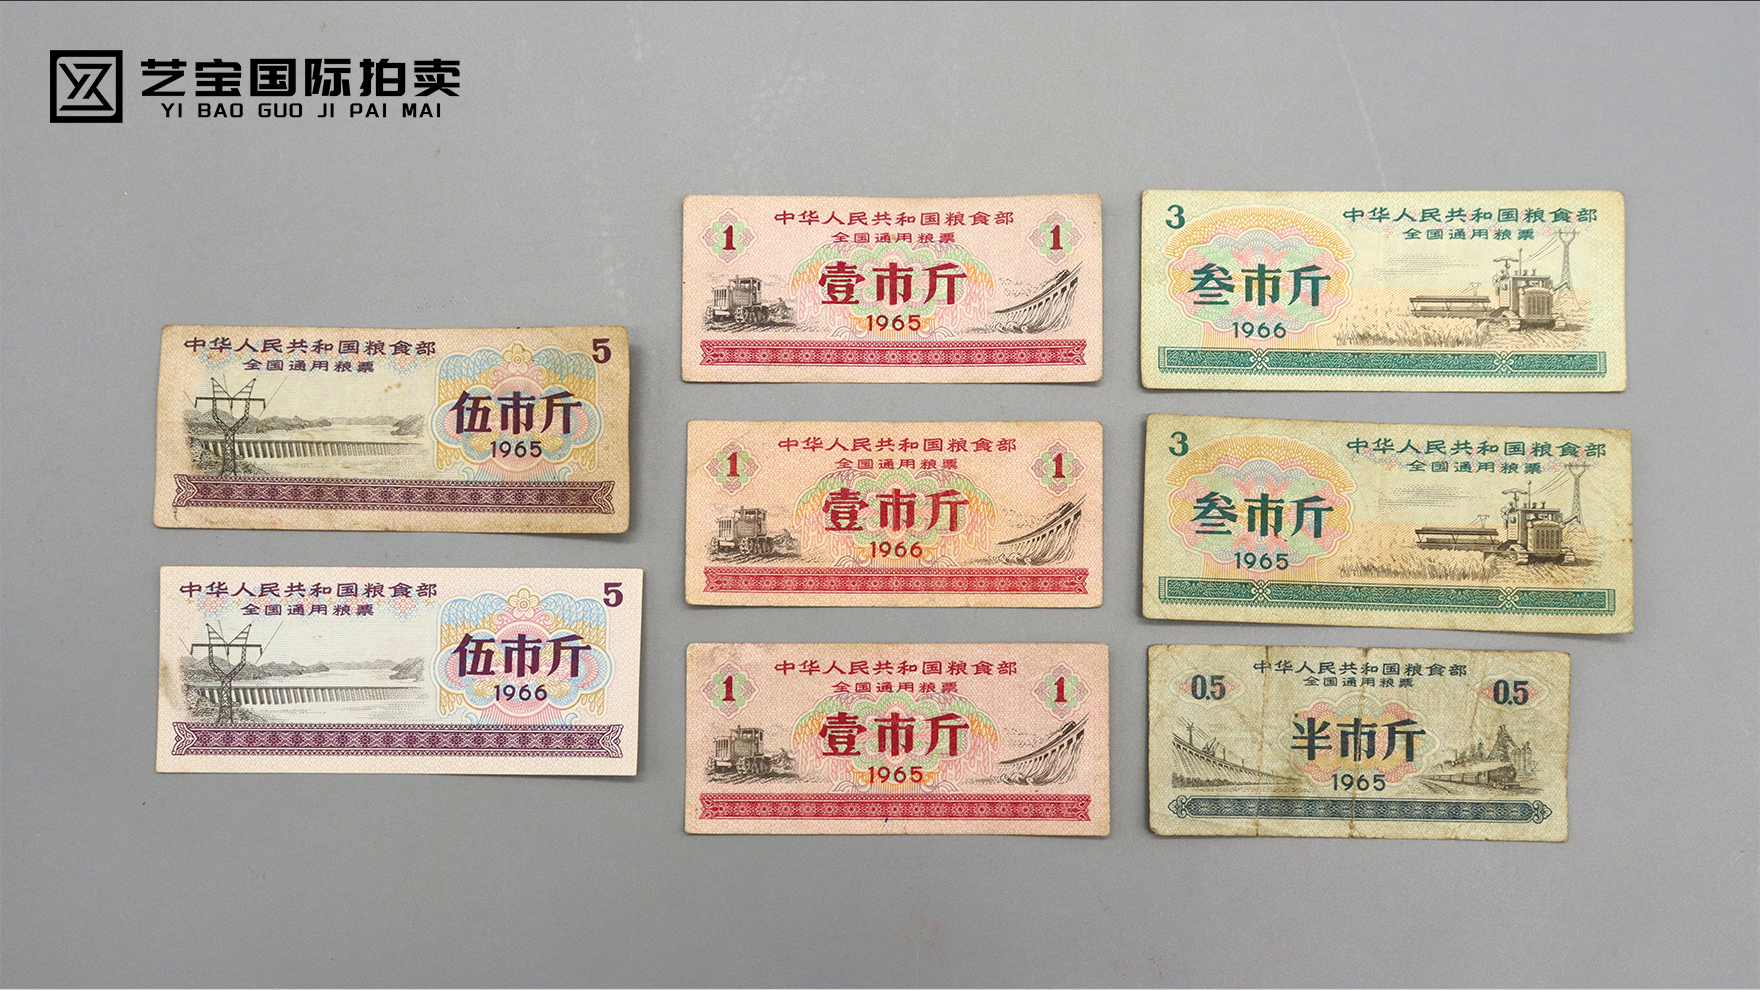 艺宝国际拍卖
YI BAO GUO JI PAI MAI
中华人民共和国粮食部
5
全国通用粮票
伍市斤
1965
中华人民共和国粮食部
5
全国通用粮票
伍市斤
1966
中华人民共和国粮食部
1
1
全国通用粮票
壹市斤
1965
中华人民共和国粮食部
1
1
全国通用粮票
壹市斤
1966
中华人民共和国粮食部
1
1
全国通用粮票
壹市斤
1965
3
中华人民共和国粮食部
全国通用粮票
叁市斤
1966
3
中华人民共和国粮食部
全国通用粮票
叁市斤
1965
中华人民共和国粮食部
0.5
0.5
全国通用粮票
半市斤
1965